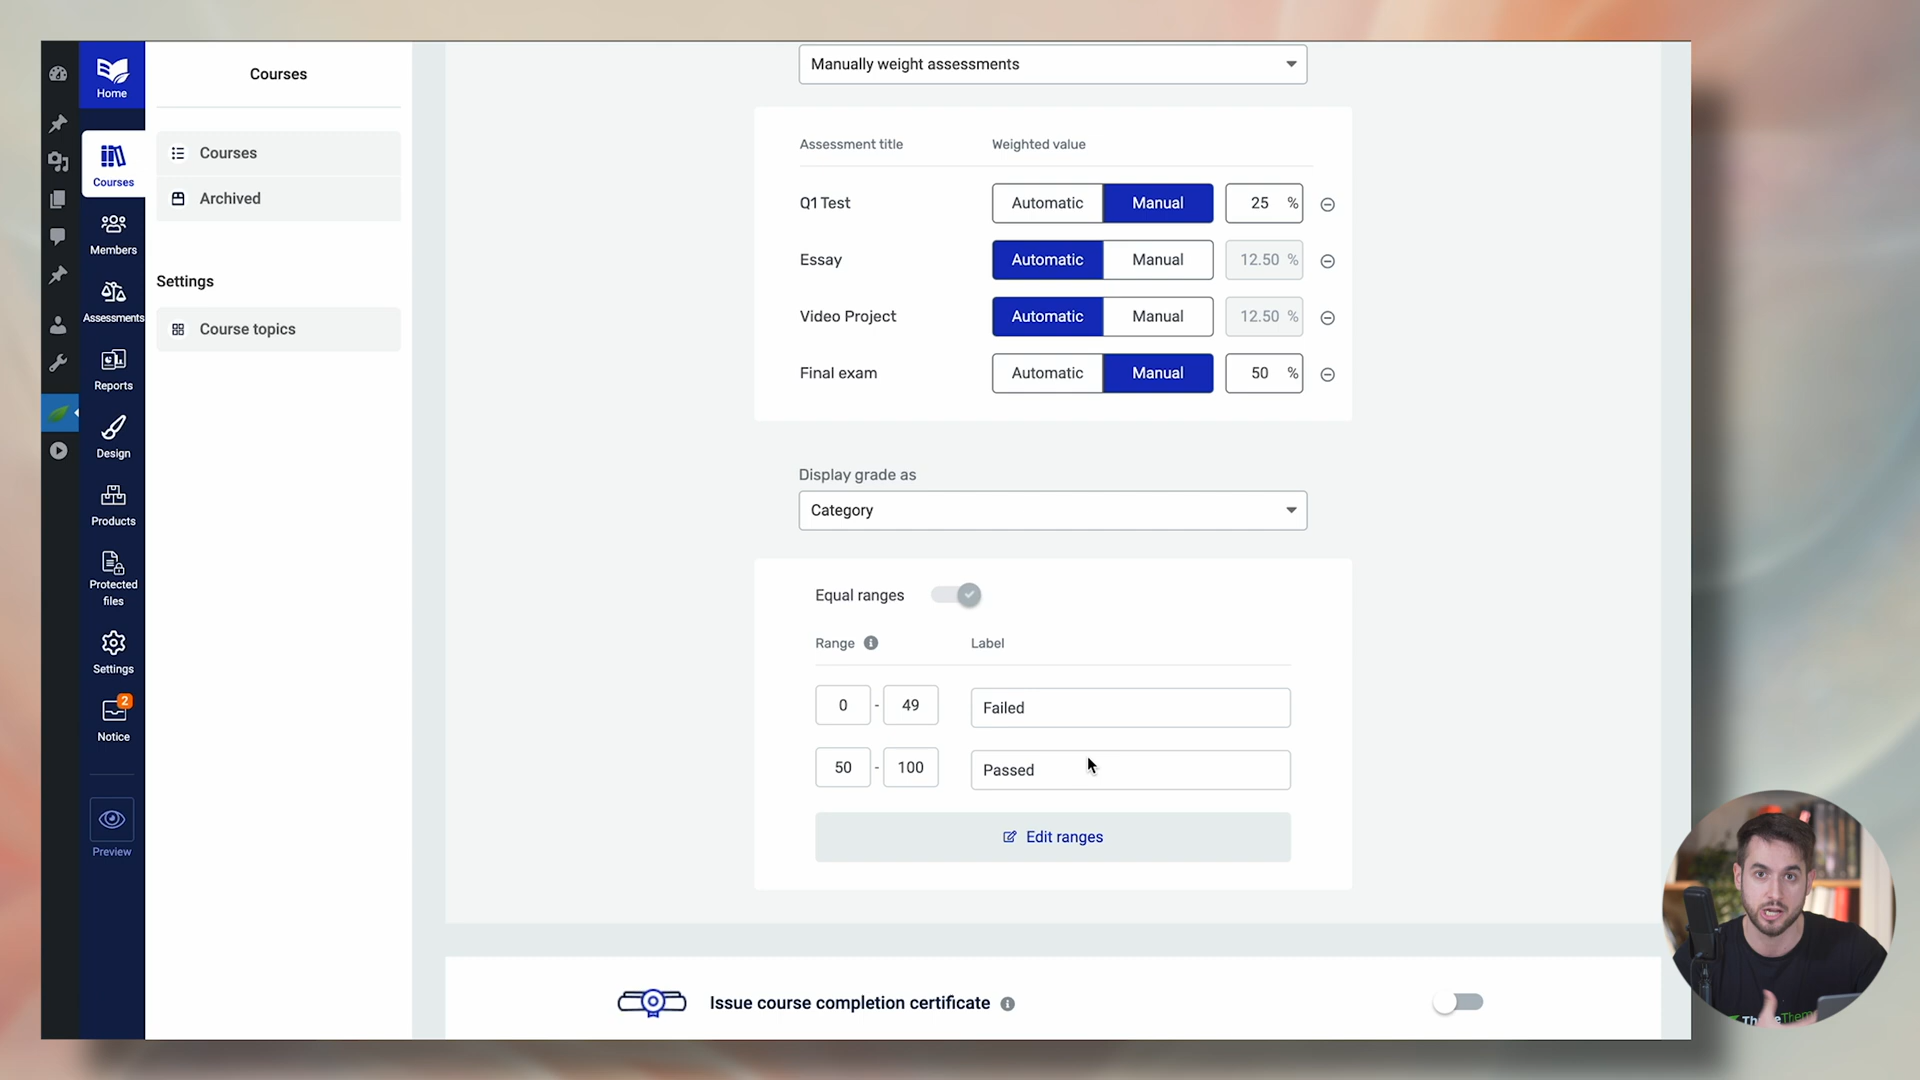 Home
Courses
Members
Assessments
Reports
Design
Products
Protected
files
Settings
2
Notice
Preview
Courses
Courses
Archived
Settings
Course topics
Manually weight assessments
Assessment title Weighted value
Q1 Test Automatic Manual 25 %
Essay Automatic Manual 12.50 %
Video Project Automatic Manual 12.50 %
Final exam Automatic Manual 50 %
Display grade as
Category
Equal ranges
Range Label
0 - 49 Failed
50 - 100 Passed
Edit ranges
Issue course completion certificate